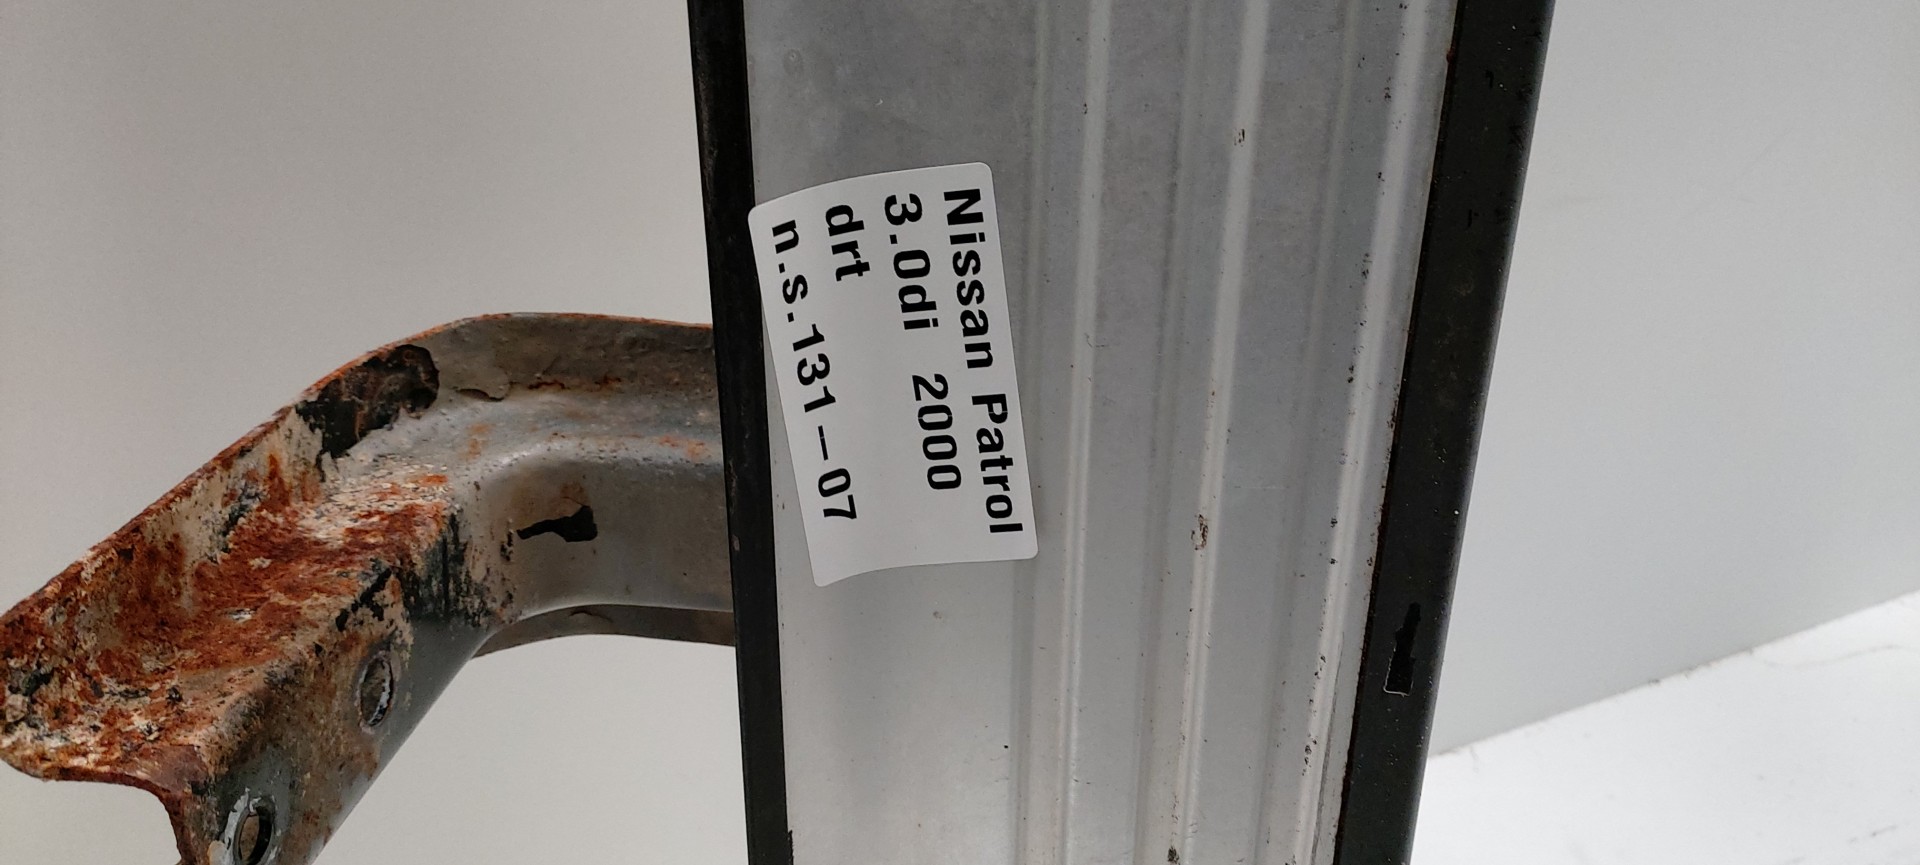 Nissan Patrol
3.0di 2000
drt
n.s.131-07